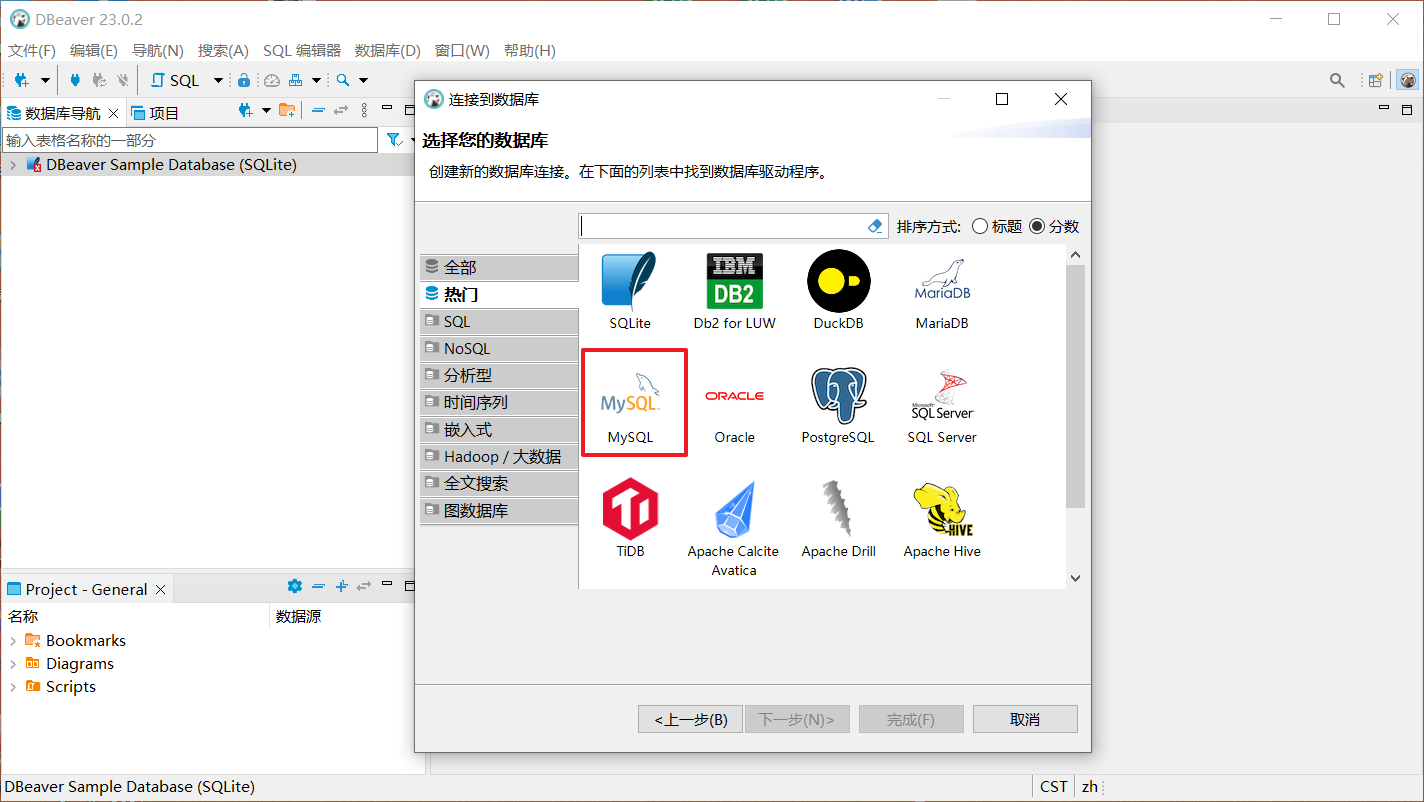 DBeaver 23.0.2
文件(F) 编辑(E) 导航(N) 搜索(A) SQL 编辑器 数据库(D) 窗口(W) 帮助(H)
SQL
数据库导航 项目
输入表格名称的一部分
DBeaver Sample Database (SQLite)
连接到数据库
选择您的数据库
创建新的数据库连接。在下面的列表中找到数据库驱动程序。
排序方式: 标题 分数
全部
热门
SQL
NoSQL
分析型
时间序列
嵌入式
Hadoop / 大数据
全文搜索
图数据库
IBM
DB2
MariaDB
SQLite Db2 for LUW DuckDB MariaDB
MySQL
ORACLE
Microsoft
SQL Server
MySQL Oracle PostgreSQL SQL Server
HIVE
TiDB Apache Calcite Avatica Apache Drill Apache Hive
<上一步(B) 下一步(N)> 完成(F) 取消
Project - General
名称 数据源
Bookmarks
Diagrams
Scripts
DBeaver Sample Database (SQLite) CST zh